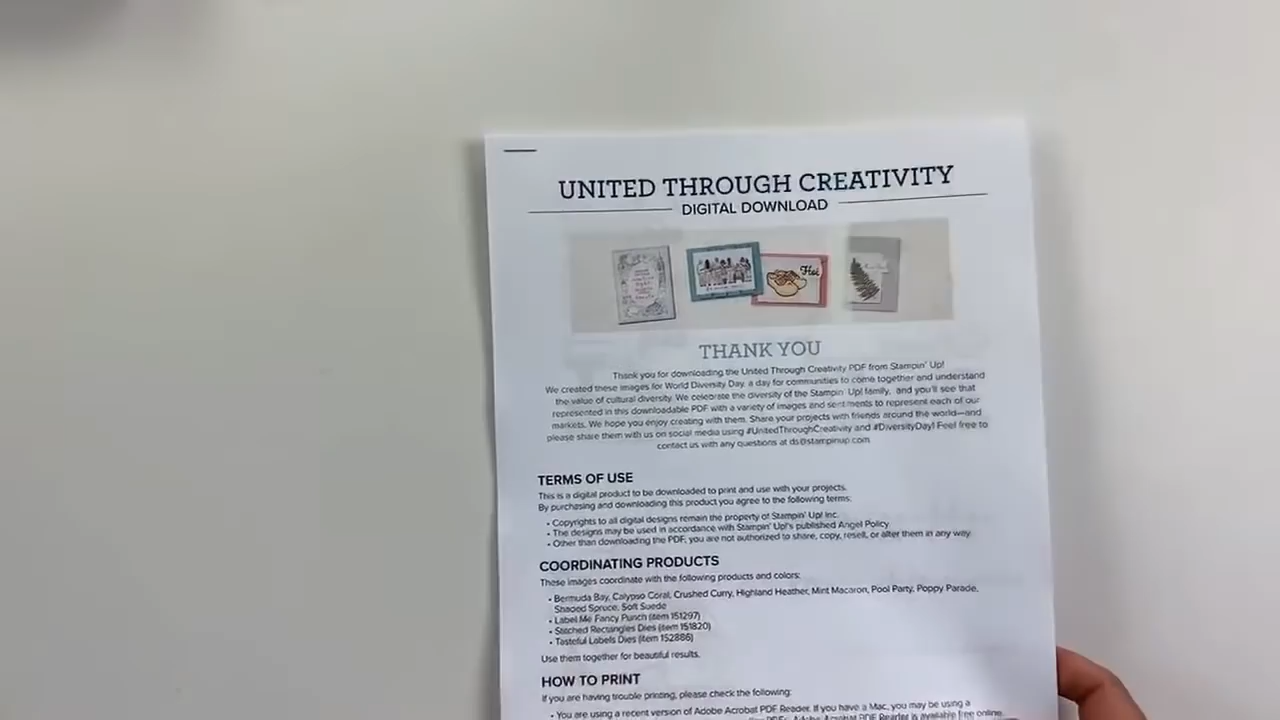 UNITED THROUGH CREATIVITY
DIGITAL DOWNLOAD
Hei
THANK YOU
Thank you for downloading the United Through Creativity PDF from Stampin' Up!
We created these images for World Diversity Day, a day for communities to come together and understand
the value of cultural diversity. We celebrate the diversity of the Stampin' Up! family, and you'll see that
represented in this downloadable PDF with a variety of images and sentiments to represent each of our
markets. We hope you enjoy creating with them. Share your projects with friends around the world—and
please share them with us on social media using #UnitedThroughCreativity and #DiversityDay! Feel free to
contact us with any questions at ds@stampinup.com
TERMS OF USE
This is a digital product to be downloaded to print and use with your projects.
By purchasing and downloading this product you agree to the following terms:
• Copyrights to all digital designs remain the property of Stampin' Up! Inc.
• The designs may be used in accordance with Stampin' Up!'s published Angel Policy.
• Other than downloading the PDF, you are not authorized to share, copy, resell, or alter them in any way.
COORDINATING PRODUCTS
These images coordinate with the following products and colors:
• Bermuda Bay, Calypso Coral, Crushed Curry, Highland Heather, Mint Macaron, Pool Party, Poppy Parade,
Shaded Spruce, Soft Suede
• Label Me Fancy Punch (item 151297)
• Stitched Rectangles Dies (item 151820)
• Tasteful Labels Dies (item 152886)
Use them together for beautiful results.
HOW TO PRINT
If you are having trouble printing, please check the following:
• You are using a recent version of Adobe Acrobat PDF Reader. If you have a Mac, you may be using a
PDFs. Adobe Acrobat PDF Reader is available free online.